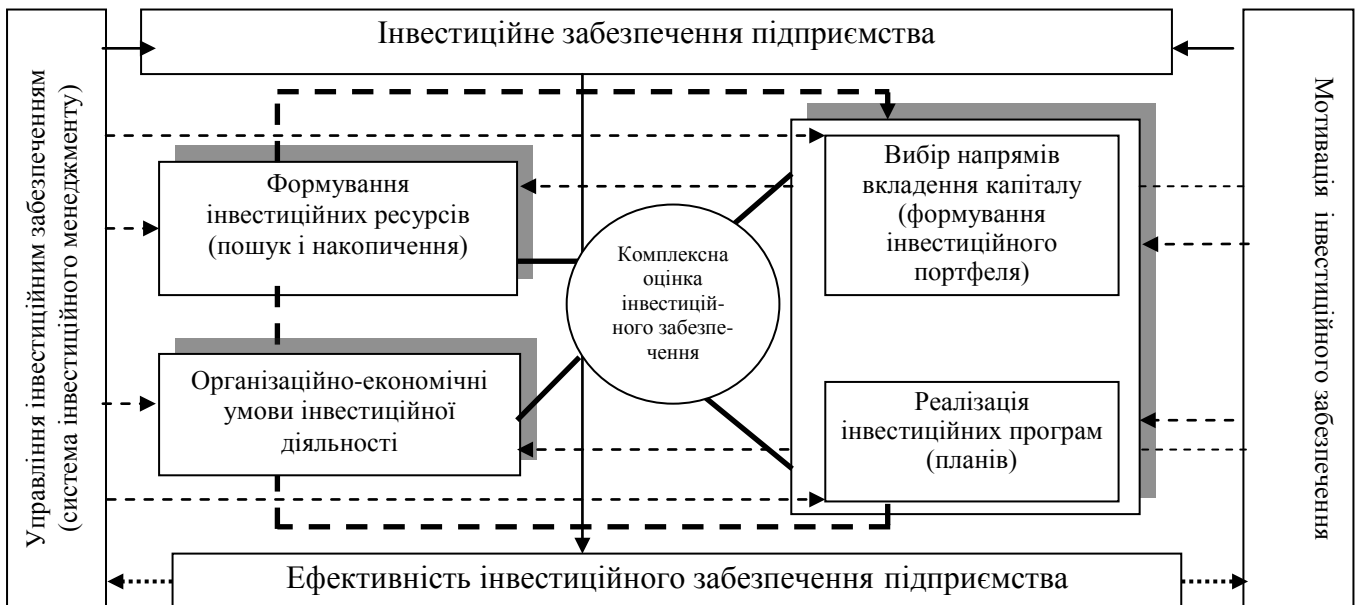 Інвестиційне забезпечення підприємства
Управління інвестиційним забезпеченням
(система інвестиційного менеджменту)
Формування
інвестиційних ресурсів
(пошук і накопичення)
Організаційно-економічні
умови інвестиційної
діяльності
Комплексна
оцінка
інвестицій-
ного забезпе-
чення
Вибір напрямів
вкладення капіталу
(формування
інвестиційного
портфеля)
Реалізація
інвестиційних програм
(планів)
Мотивація інвестиційного забезпечення
Ефективність інвестиційного забезпечення підприємства